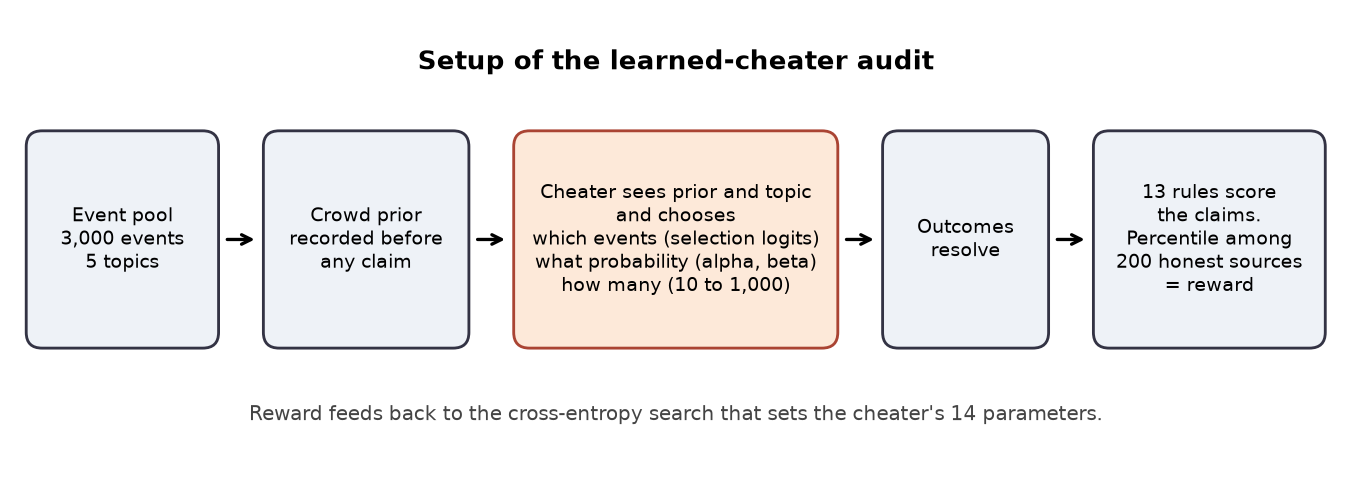 Setup of the learned-cheater audit
Event pool
3,000 events
5 topics
Crowd prior
recorded before
any claim
Cheater sees prior and topic
and chooses
which events (selection logits)
what probability (alpha, beta)
how many (10 to 1,000)
Outcomes
resolve
13 rules score
the claims.
Percentile among
200 honest sources
= reward
Reward feeds back to the cross-entropy search that sets the cheater's 14 parameters.